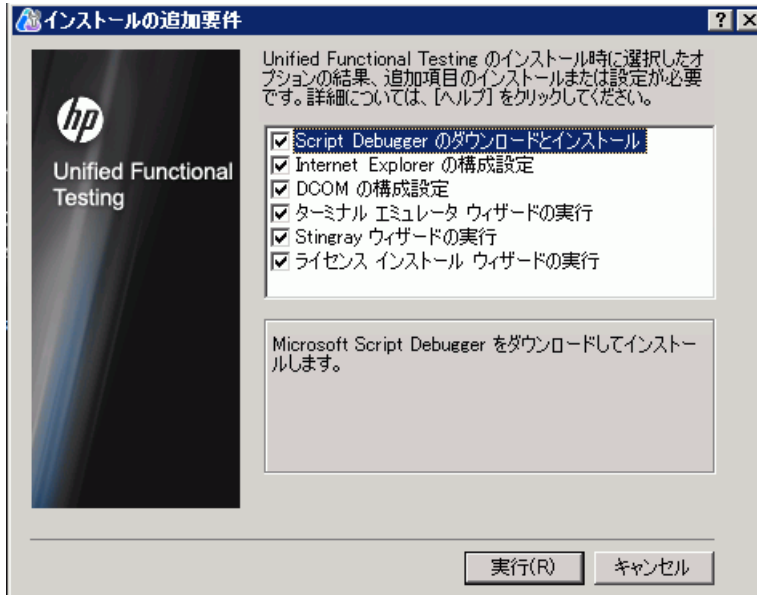 インストールの追加要件
hp
Unified Functional
Testing
Unified Functional Testing のインストール時に選択したオ
プションの結果、追加項目のインストールまたは設定が必要
です。詳細については、[ヘルプ] をクリックしてください。
Script Debugger のダウンロードとインストール
Internet Explorer の構成設定
DCOM の構成設定
ターミナル エミュレータ ウィザードの実行
Stingray ウィザードの実行
ライセンス インストール ウィザードの実行
Microsoft Script Debugger をダウンロードしてインストー
ルします。
実行(R)
キャンセル